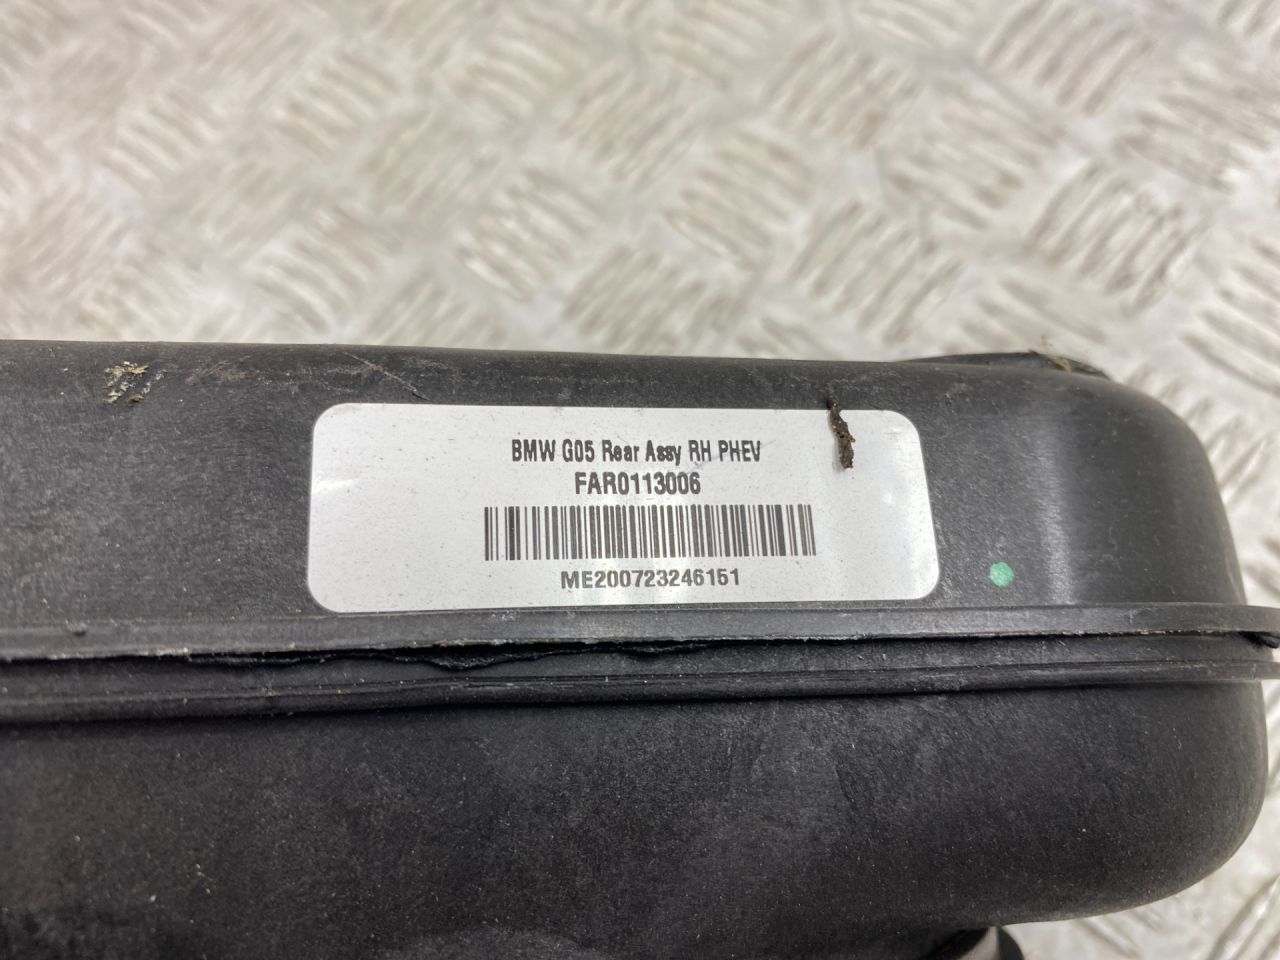 BMW G05 Rear Assy RH PHEV
FAR0113006
ME200723246151